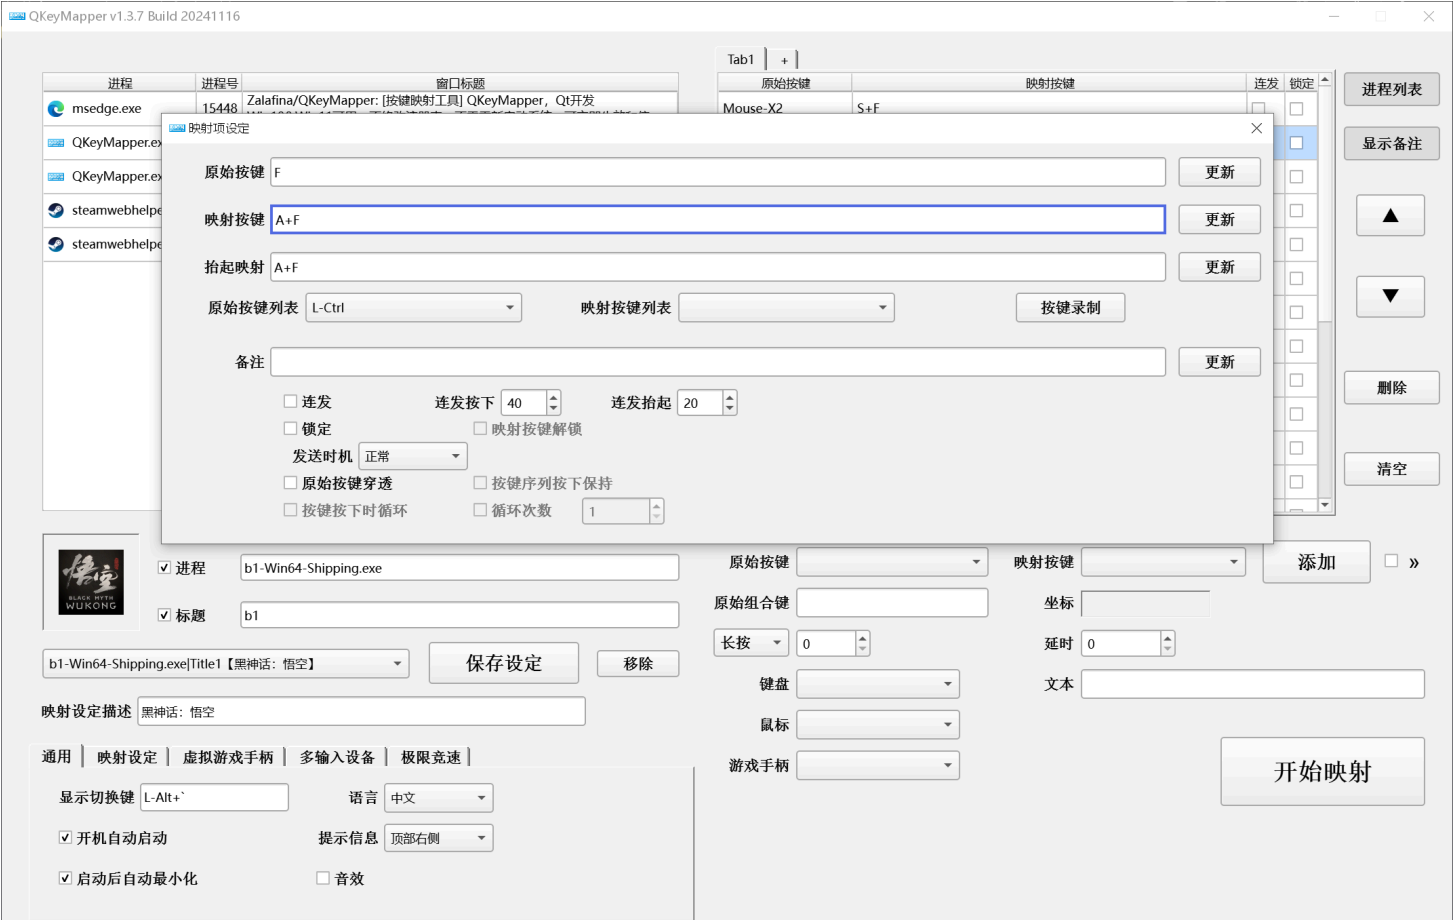 QKeyMapper v1.3.7 Build 20241116
Tab1 +
进程 进程号 窗口标题
原始按键 映射按键 连发 锁定
进程列表
msedge.exe 15448 Zalafina/QKeyMapper: [按键映射工具] QKeyMapper，Qt开发
Mouse-X2 S+F
映射项设定
QKeyMapper.ex
显示备注
QKeyMapper.ex
steamwebhelpe
steamwebhelpe
原始按键 F 更新
映射按键 A+F 更新
抬起映射 A+F 更新
原始按键列表 L-Ctrl 映射按键列表 按键录制
备注 更新
连发 连发按下 40 连发抬起 20
锁定 映射按键解锁
发送时机 正常
原始按键穿透 按键序列按下保持
按键按下时循环 循环次数 1
▲
▼
删除
清空
悟空
BLACK MYTH
WUKONG
进程 b1-Win64-Shipping.exe
标题 b1
b1-Win64-Shipping.exe|Title1【黑神话：悟空】 保存设定 移除
映射设定描述 黑神话：悟空
原始按键 映射按键 添加 »
原始组合键 坐标
长按 0 延时 0
键盘 文本
鼠标
游戏手柄
开始映射
通用 映射设定 虚拟游戏手柄 多输入设备 极限竞速
显示切换键 L-Alt+` 语言 中文
开机自动启动 提示信息 顶部右侧
启动后自动最小化 音效